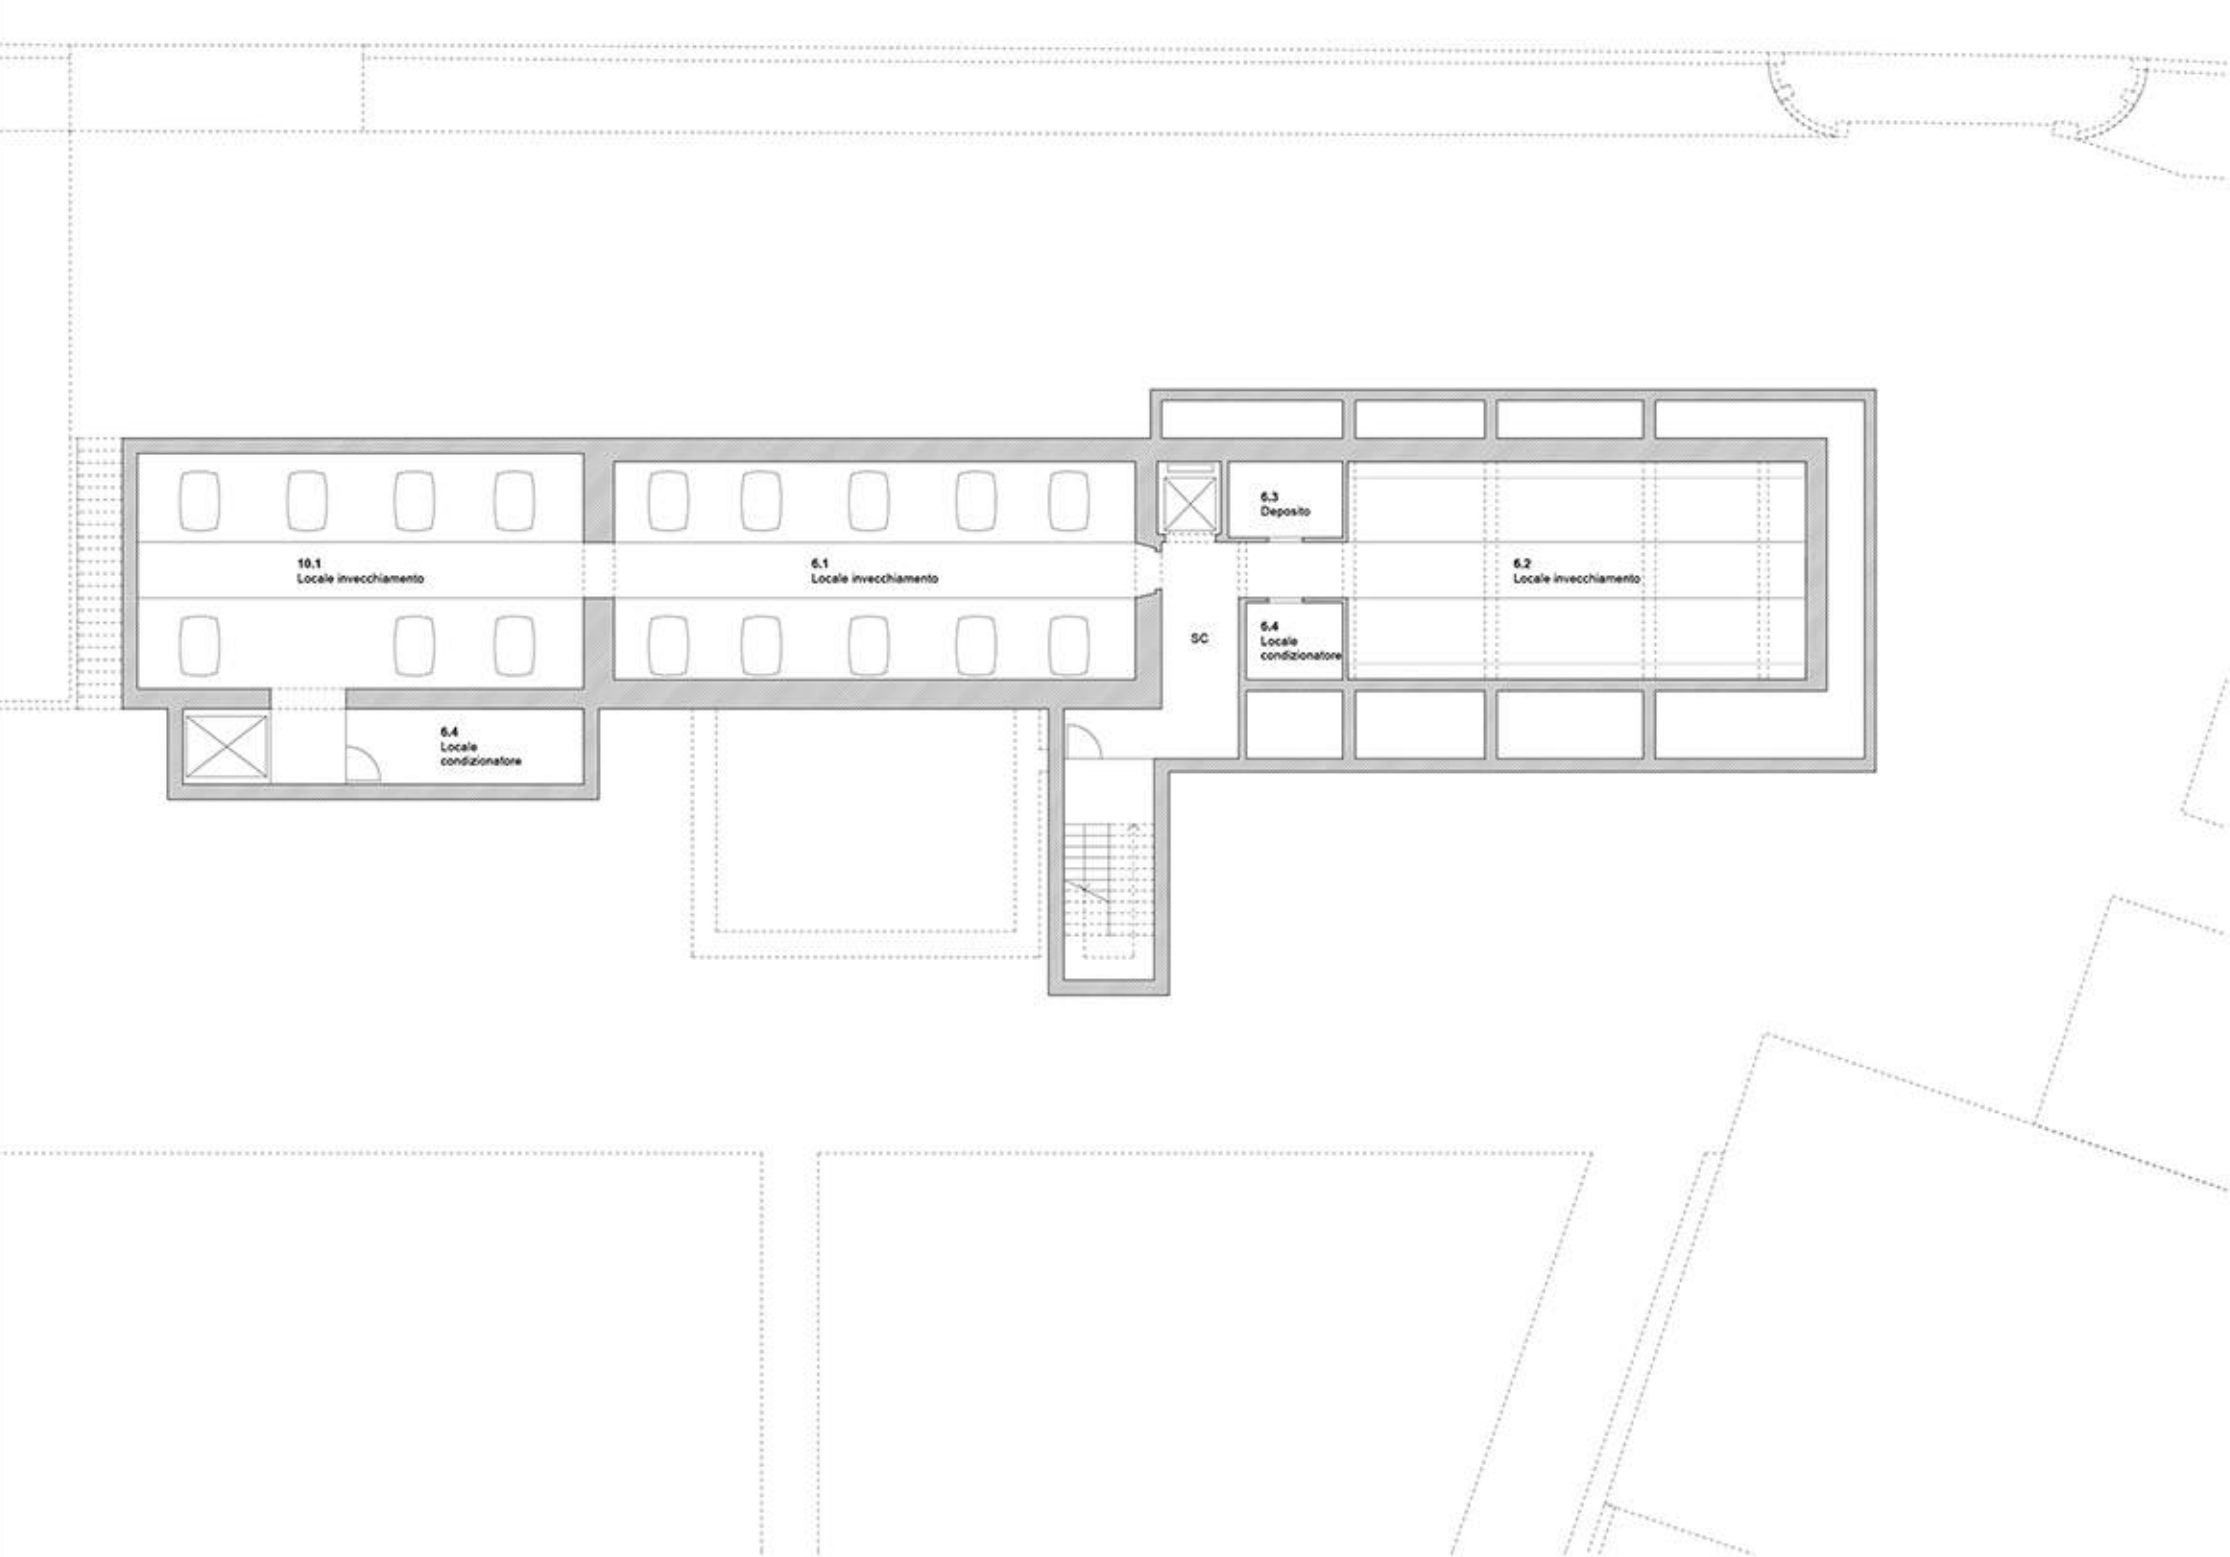 6.3
Deposito
10.1
Locale invecchiamento
6.1
Locale invecchiamento
6.2
Locale invecchiamento
SC
6.4
Locale
condizionatore
6.4
Locale
condizionatore